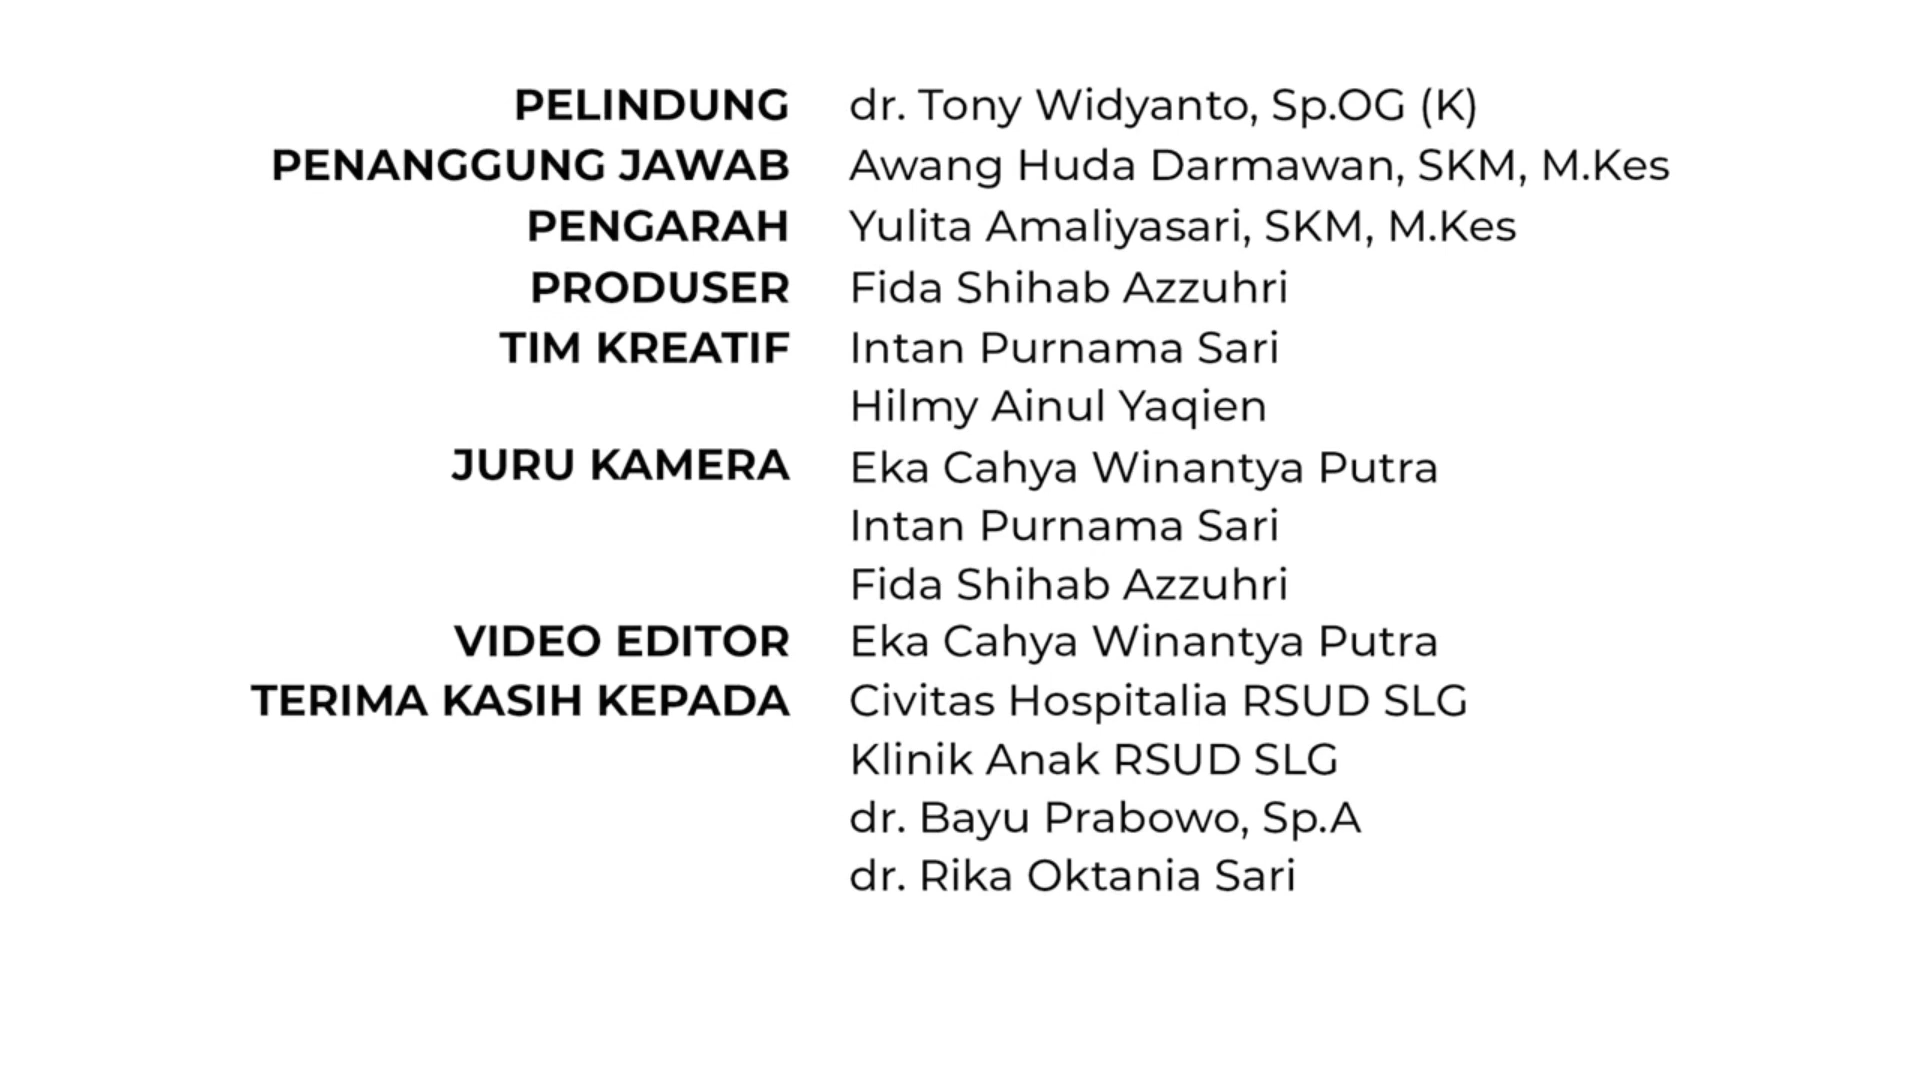 PELINDUNG dr. Tony Widyanto, Sp.OG (K)
PENANGGUNG JAWAB Awang Huda Darmawan, SKM, M.Kes
PENGARAH Yulita Amaliyasari, SKM, M.Kes
PRODUSER Fida Shihab Azzuhri
TIM KREATIF Intan Purnama Sari
Hilmy Ainul Yaqien
JURU KAMERA Eka Cahya Winantya Putra
Intan Purnama Sari
Fida Shihab Azzuhri
VIDEO EDITOR Eka Cahya Winantya Putra
TERIMA KASIH KEPADA Civitas Hospitalia RSUD SLG
Klinik Anak RSUD SLG
dr. Bayu Prabowo, Sp.A
dr. Rika Oktania Sari